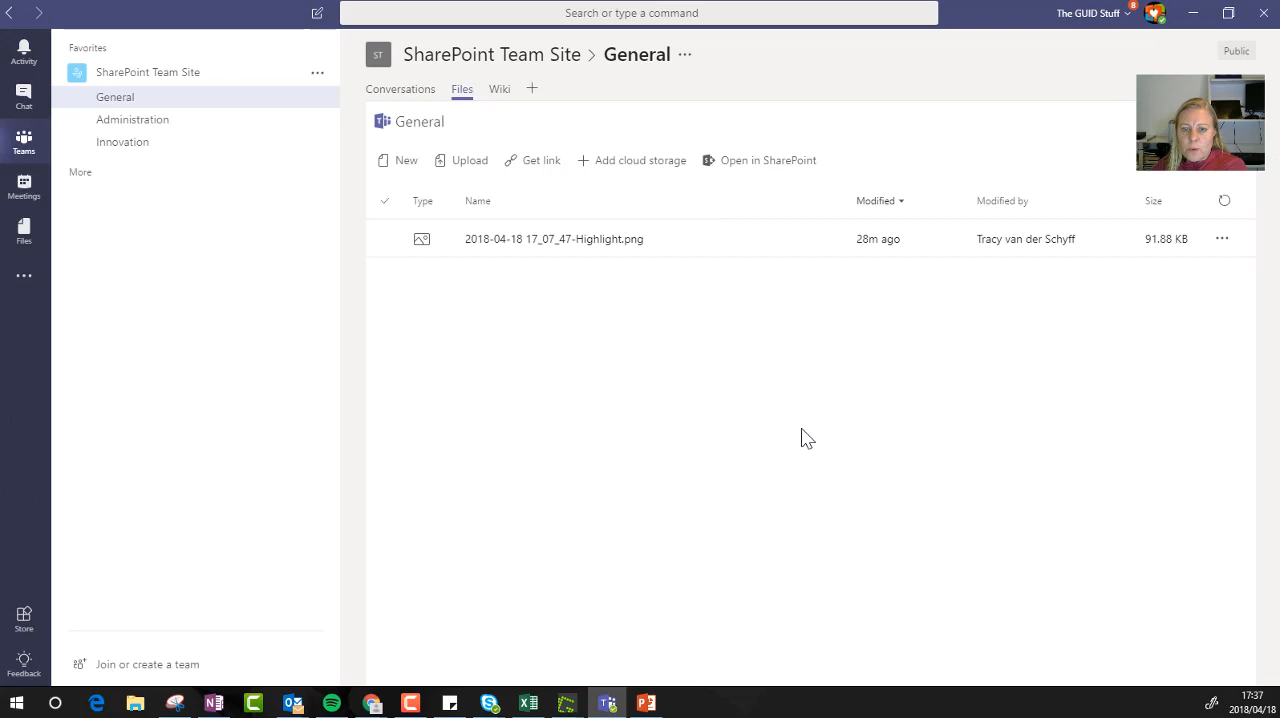 Search or type a command
The GUID Stuff
8
Activity
Chat
Teams
Meetings
Files
Store
Feedback
Favorites
SharePoint Team Site
General
Administration
Innovation
More
Join or create a team
ST
SharePoint Team Site > General
Public
Conversations Files Wiki
General
New Upload Get link Add cloud storage Open in SharePoint
Type Name Modified Modified by Size
2018-04-18 17_07_47-Highlight.png 28m ago Tracy van der Schyff 91.88 KB
17:37
2018/04/18